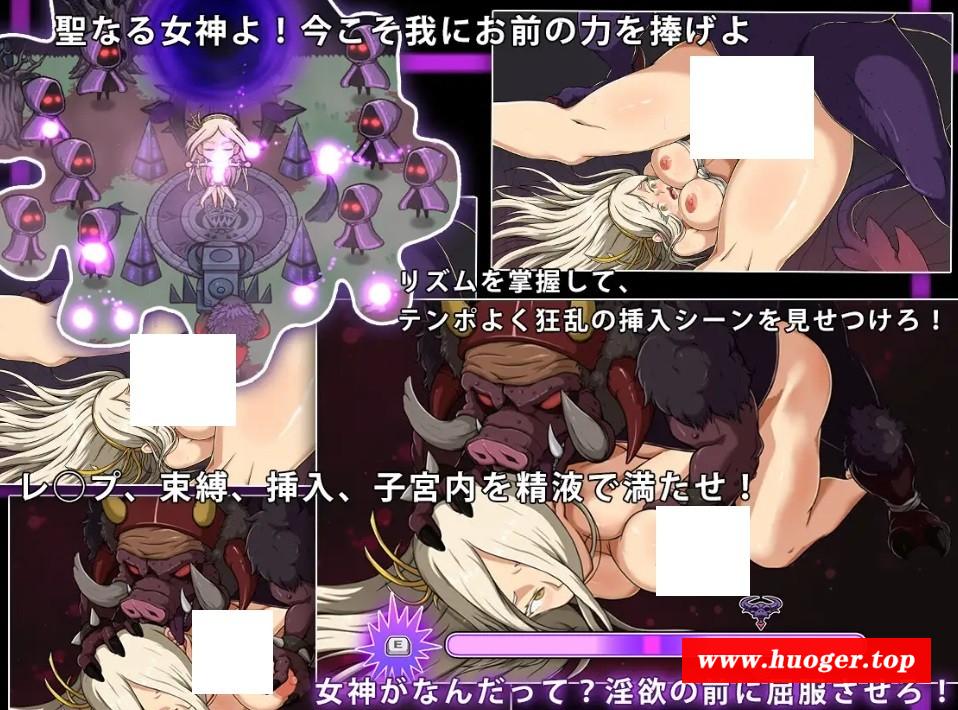 聖なる女神よ！今こそ我にお前の力を捧げよ
リズムを掌握して、
テンポよく狂乱の挿入シーンを見せつけろ！
レ◯プ、束縛、挿入、子宮内を精液で満たせ！
E
www.huoger.top
女神がなんだって？淫欲の前に屈服させろ！